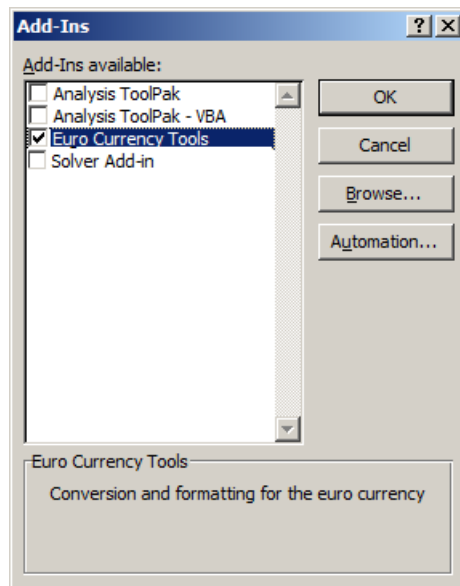 Add-Ins
Add-Ins available:
Analysis ToolPak
Analysis ToolPak - VBA
Euro Currency Tools
Solver Add-in
OK
Cancel
Browse...
Automation...
Euro Currency Tools
Conversion and formatting for the euro currency